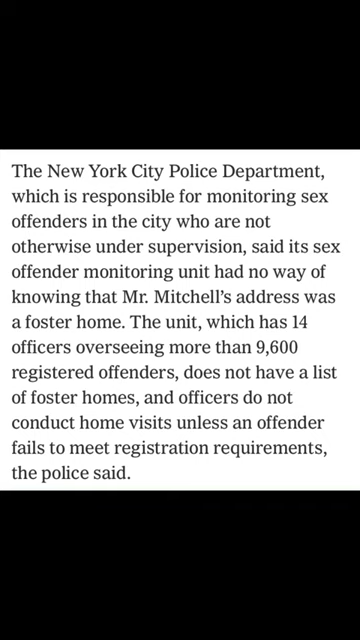 The New York City Police Department,
which is responsible for monitoring sex
offenders in the city who are not
otherwise under supervision, said its sex
offender monitoring unit had no way of
knowing that Mr. Mitchell’s address was
a foster home. The unit, which has 14
officers overseeing more than 9,600
registered offenders, does not have a list
of foster homes, and officers do not
conduct home visits unless an offender
fails to meet registration requirements,
the police said.